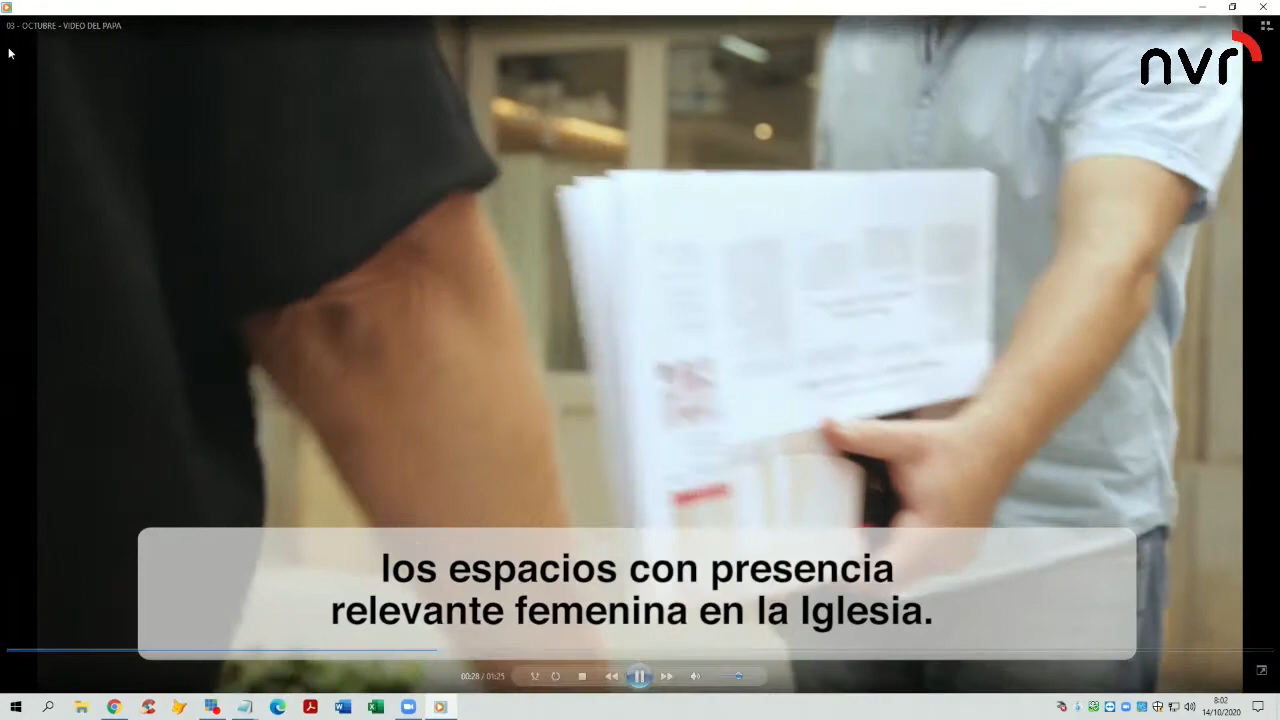 03 - OCTUBRE - VIDEO DEL PAPA
nvr
los espacios con presencia
relevante femenina en la Iglesia.
00:28 / 01:25
8:02
14/10/2020